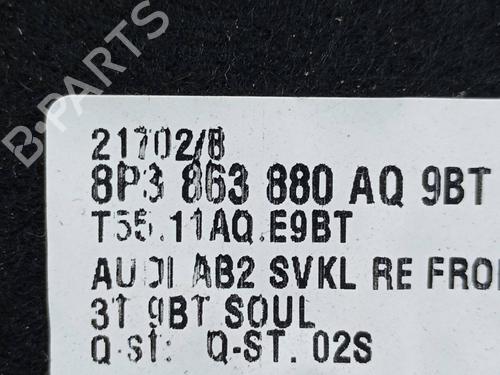 21702/8
8P3 863 880 AQ 9BT
T55.11AQ.E9BT
AUDI AB2 SVKL RE FRO
3T 9BT SOUL
Q-st: Q-ST. 02S
B-PARTS